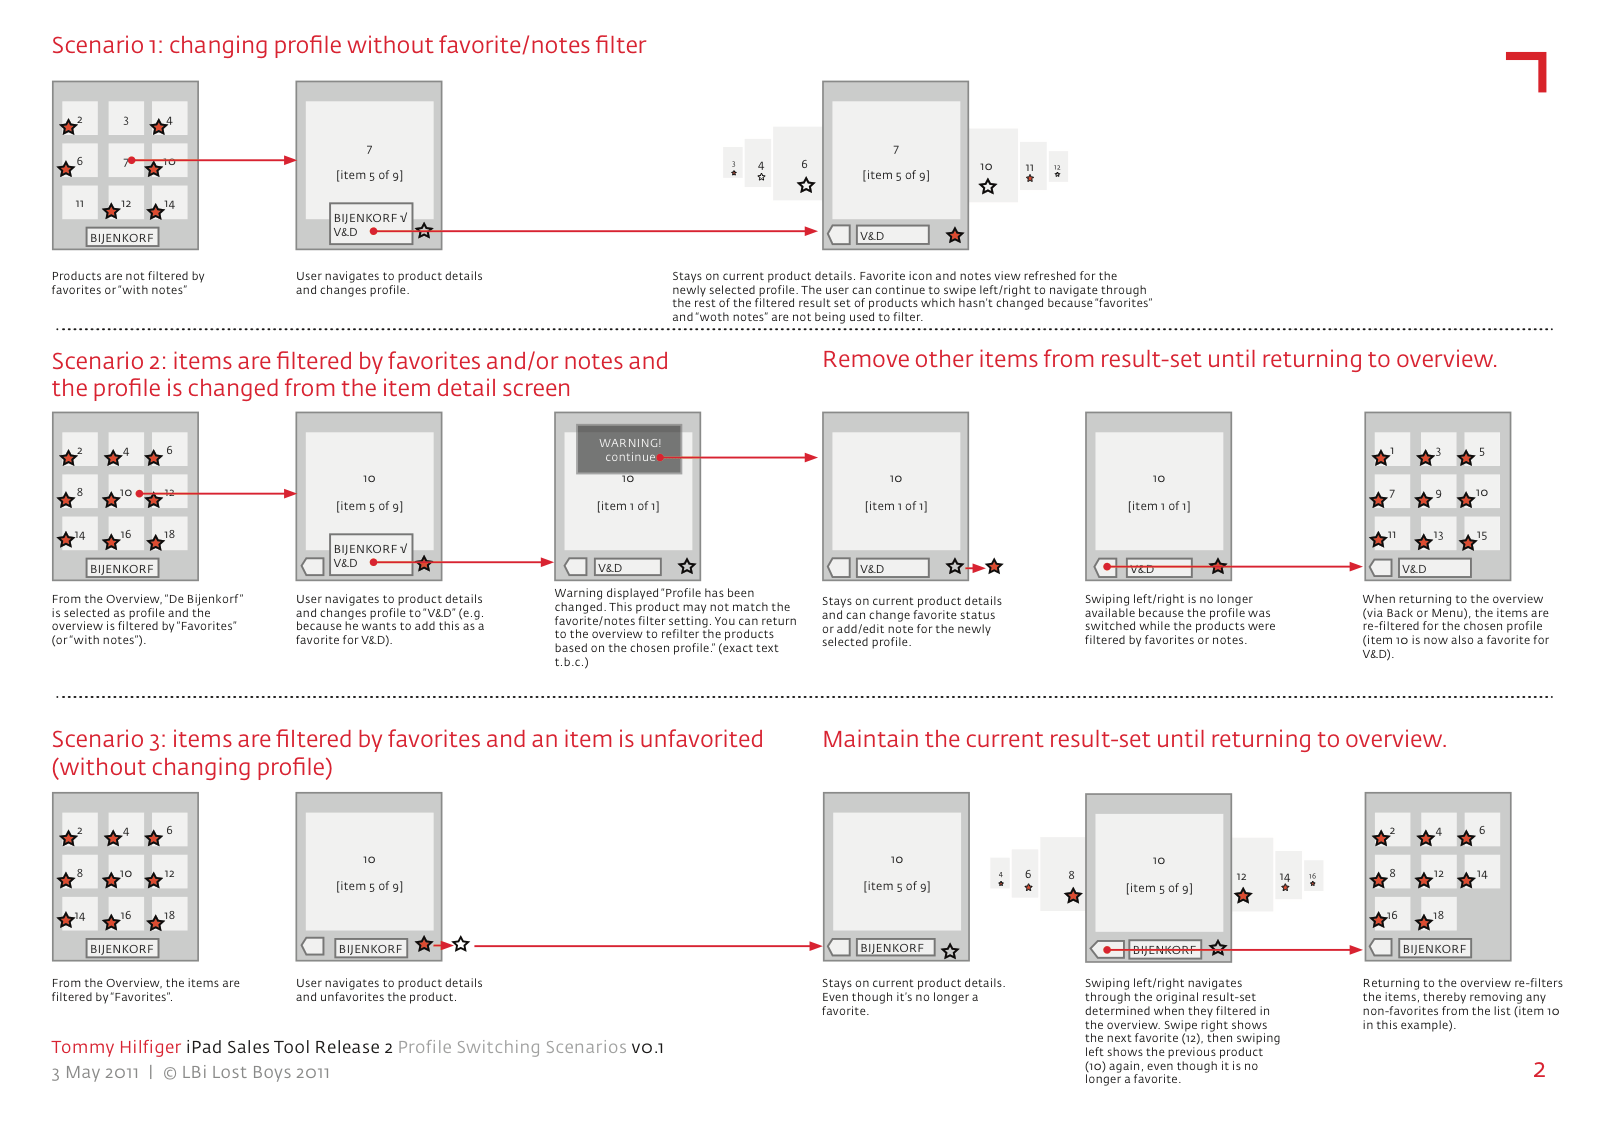 Scenario 1: changing profile without favorite/notes filter
2 3 4
6 7 10
11 12 14
BIJENKORF
7
[item 5 of 9]
BIJENKORF √
V&D
3 4 6
7
[item 5 of 9]
10 11 12
V&D
Products are not filtered by
favorites or "with notes"
User navigates to product details
and changes profile.
Stays on current product details. Favorite icon and notes view refreshed for the
newly selected profile. The user can continue to swipe left/right to navigate through
the rest of the filtered result set of products which hasn't changed because "favorites"
and "woth notes" are not being used to filter.
Scenario 2: items are filtered by favorites and/or notes and
the profile is changed from the item detail screen
Remove other items from result-set until returning to overview.
2 4 6
8 10 12
14 16 18
BIJENKORF
10
[item 5 of 9]
BIJENKORF √
V&D
WARNING!
continue
10
[item 1 of 1]
V&D
10
[item 1 of 1]
V&D
10
[item 1 of 1]
V&D
1 3 5
7 9 10
11 13 15
V&D
From the Overview, "De Bijenkorf"
is selected as profile and the
overview is filtered by "Favorites"
(or "with notes").
User navigates to product details
and changes profile to "V&D" (e.g.
because he wants to add this as a
favorite for V&D).
Warning displayed "Profile has been
changed. This product may not match the
favorite/notes filter setting. You can return
to the overview to refilter the products
based on the chosen profile." (exact text
t.b.c.)
Stays on current product details
and can change favorite status
or add/edit note for the newly
selected profile.
Swiping left/right is no longer
available because the profile was
switched while the products were
filtered by favorites or notes.
When returning to the overview
(via Back or Menu), the items are
re-filtered for the chosen profile
(item 10 is now also a favorite for
V&D).
Scenario 3: items are filtered by favorites and an item is unfavorited
(without changing profile)
Maintain the current result-set until returning to overview.
2 4 6
8 10 12
14 16 18
BIJENKORF
10
[item 5 of 9]
BIJENKORF
10
[item 5 of 9]
BIJENKORF
4 6 8
10
[item 5 of 9]
12 14 16
BIJENKORF
2 4 6
8 12 14
16 18
BIJENKORF
From the Overview, the items are
filtered by "Favorites".
User navigates to product details
and unfavorites the product.
Stays on current product details.
Even though it's no longer a
favorite.
Swiping left/right navigates
through the original result-set
determined when they filtered in
the overview. Swipe right shows
the next favorite (12), then swiping
left shows the previous product
(10) again, even though it is no
longer a favorite.
Returning to the overview re-filters
the items, thereby removing any
non-favorites from the list (item 10
in this example).
Tommy Hilfiger iPad Sales Tool Release 2 Profile Switching Scenarios v0.1
3 May 2011 | © LBi Lost Boys 2011
2